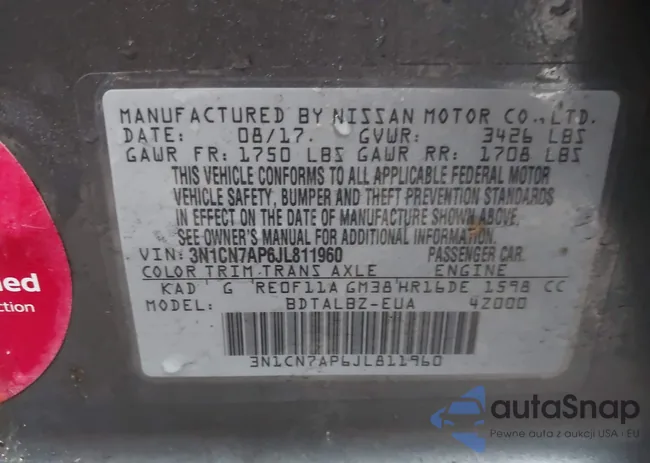 MANUFACTURED BY NISSAN MOTOR CO., LTD.
DATE: 08/17. GVWR: 3426 LBS
GAWR FR: 1750 LBS GAWR RR: 1708 LBS
THIS VEHICLE CONFORMS TO ALL APPLICABLE FEDERAL MOTOR
VEHICLE SAFETY, BUMPER AND THEFT PREVENTION STANDARDS
IN EFFECT ON THE DATE OF MANUFACTURE SHOWN ABOVE.
SEE OWNER'S MANUAL FOR ADDITIONAL INFORMATION.
VIN: 3N1CN7AP6JL811960 PASSENGER CAR.
COLOR TRIM TRANS AXLE ENGINE
KAD G RE0F11A GM38 HR16DE 1598 CC
MODEL: BDTALBZ-EUA 4Z000
3N1CN7AP6JL811960
autaSnap
Pewne auta z aukcji USA i EU